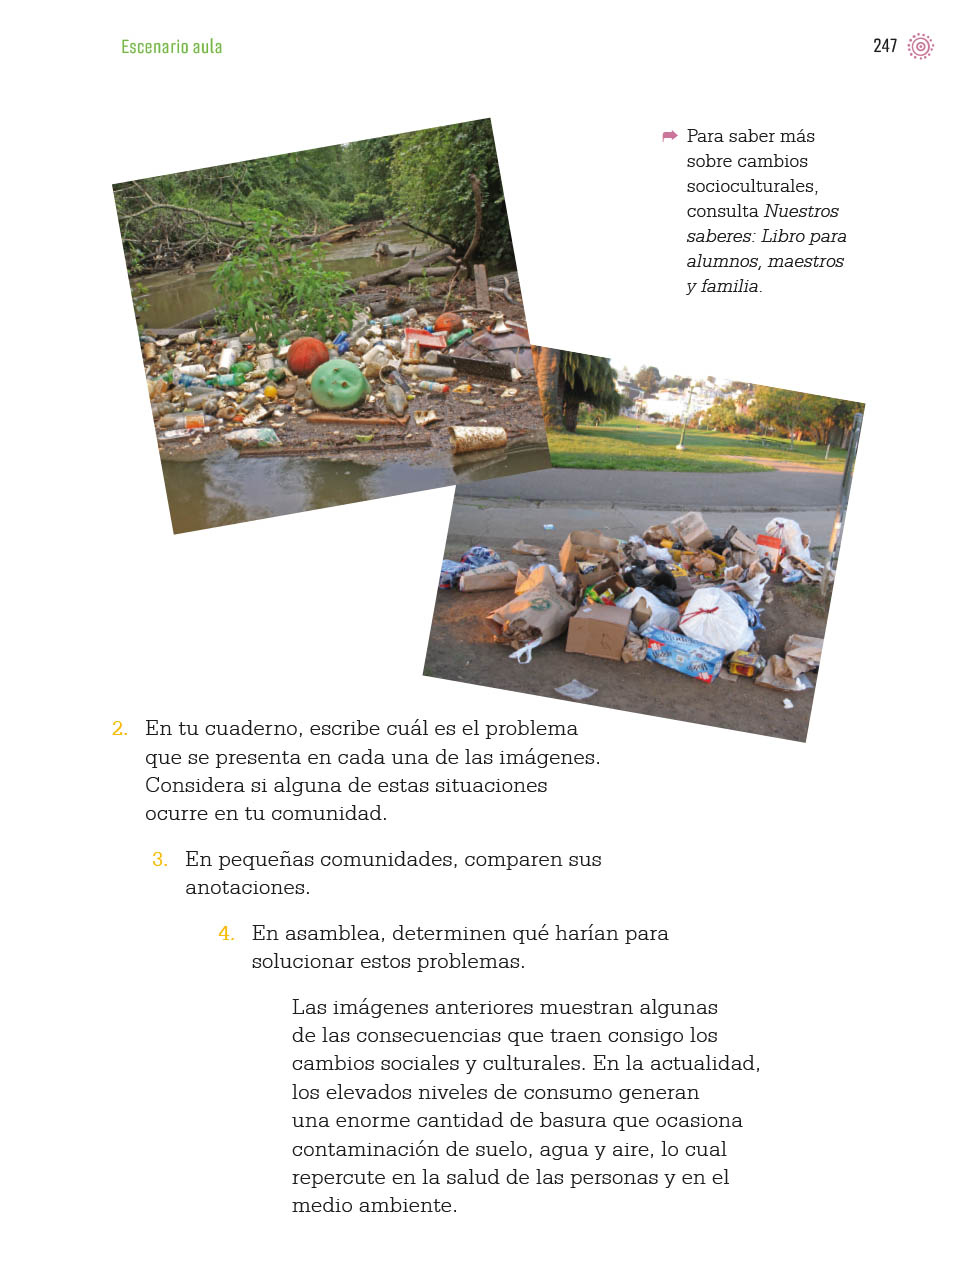 Escenario aula
247
Para saber más
sobre cambios
socioculturales,
consulta Nuestros
saberes: Libro para
alumnos, maestros
y familia.
2. En tu cuaderno, escribe cuál es el problema
que se presenta en cada una de las imágenes.
Considera si alguna de estas situaciones
ocurre en tu comunidad.
3. En pequeñas comunidades, comparen sus
anotaciones.
4. En asamblea, determinen qué harían para
solucionar estos problemas.
Las imágenes anteriores muestran algunas
de las consecuencias que traen consigo los
cambios sociales y culturales. En la actualidad,
los elevados niveles de consumo generan
una enorme cantidad de basura que ocasiona
contaminación de suelo, agua y aire, lo cual
repercute en la salud de las personas y en el
medio ambiente.